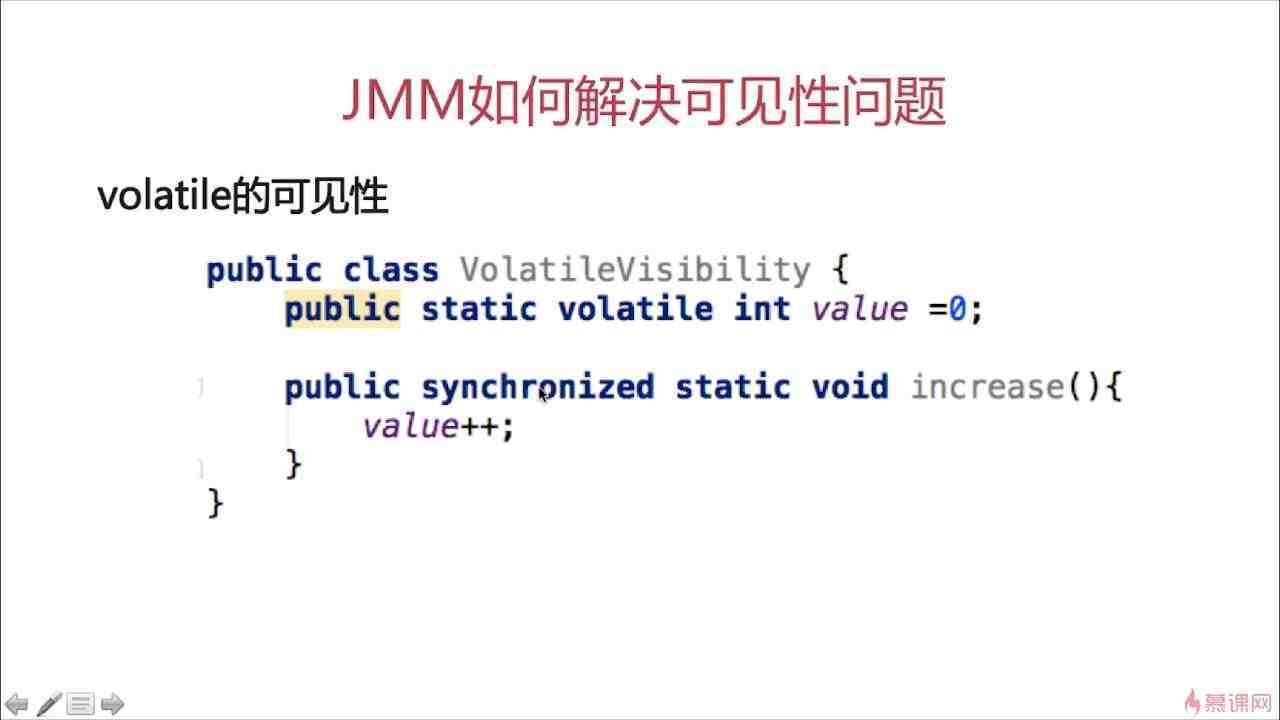 JMM如何解决可见性问题
volatile的可见性
public class VolatileVisibility {
public static volatile int value =0;
public synchronized static void increase(){
value++;
}
}
慕课网